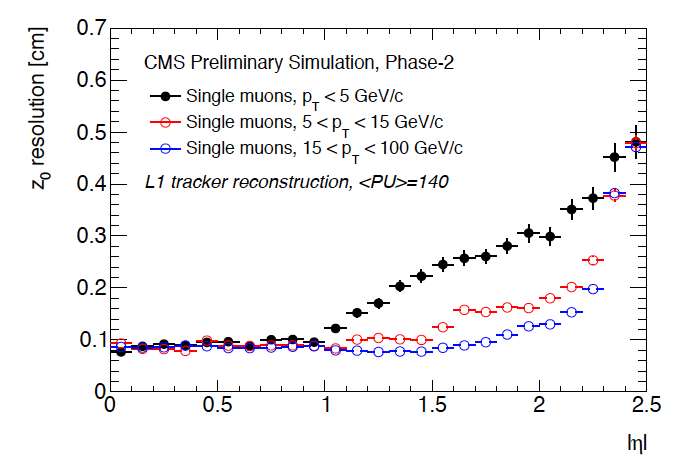 0.7
0.6
0.5
0.4
0.3
0.2
0.1
0
z0 resolution [cm]
CMS Preliminary Simulation, Phase-2
Single muons, pT < 5 GeV/c
Single muons, 5 < pT < 15 GeV/c
Single muons, 15 < pT < 100 GeV/c
L1 tracker reconstruction, <PU>=140
0 0.5 1 1.5 2 2.5
|η|